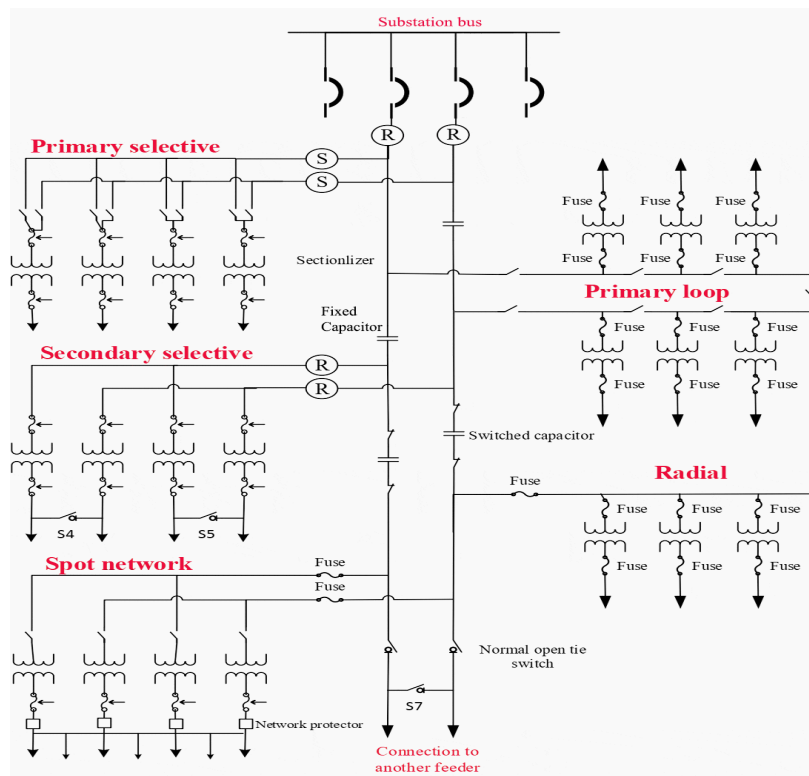 Substation bus
R
R
Primary selective
S
S
Fuse
Fuse
Fuse
Sectionlizer
Fuse
Fuse
Fuse
Primary loop
Fixed
Capacitor
Fuse
Fuse
Fuse
Secondary selective
R
R
Fuse
Fuse
Fuse
Switched capacitor
Radial
Fuse
Fuse
Fuse
Fuse
S4
S5
Spot network
Fuse
Fuse
Fuse
Fuse
Fuse
Normal open tie
switch
S7
Network protector
Connection to
another feeder